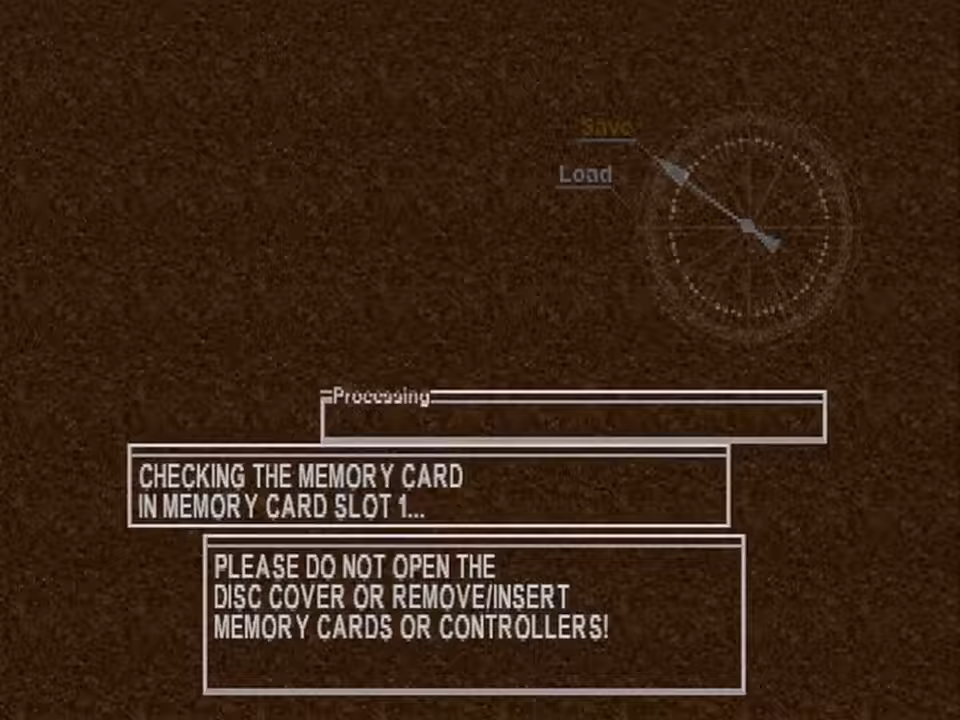 Save
Load
Processing
CHECKING THE MEMORY CARD
IN MEMORY CARD SLOT 1...
PLEASE DO NOT OPEN THE
DISC COVER OR REMOVE/INSERT
MEMORY CARDS OR CONTROLLERS!